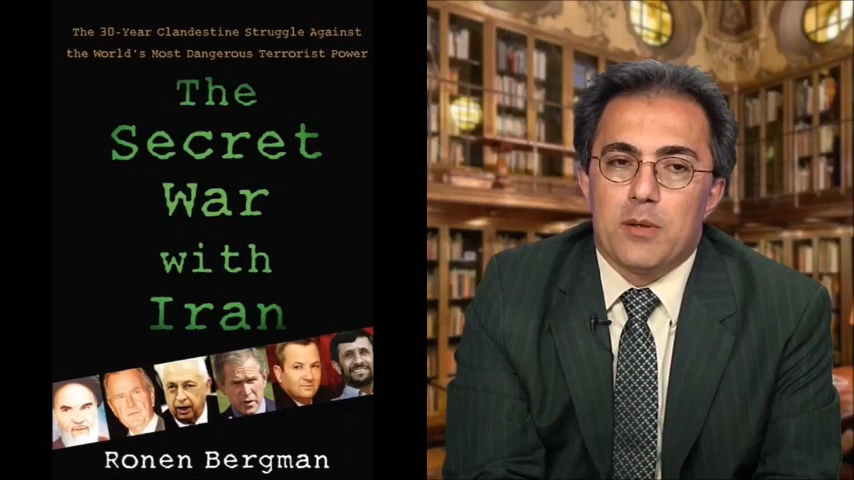 The 30-Year Clandestine Struggle Against
the World's Most Dangerous Terrorist Power
The
Secret
War
with
Iran
Ronen Bergman